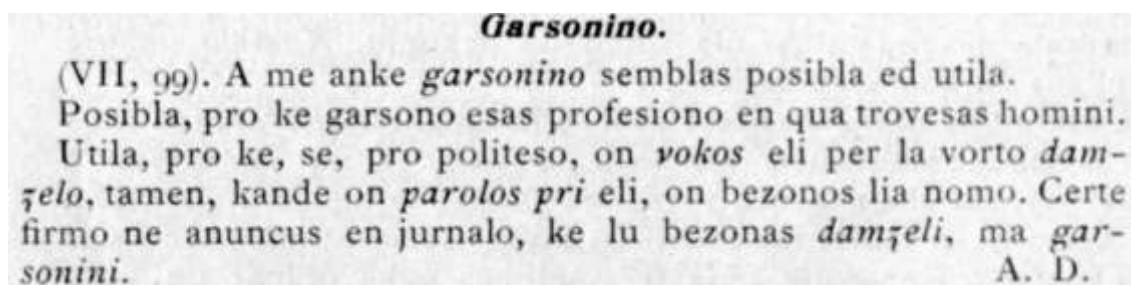 Garsonino.
(VII, 99). A me anke garsonino semblas posibla ed utila.
Posibla, pro ke garsono esas profesiono en qua trovesas homini.
Utila, pro ke, se, pro politeso, on vokos eli per la vorto dam-
zelo, tamen, kande on parolos pri eli, on bezonos lia nomo. Certe
firmo ne anuncus en jurnalo, ke lu bezonas damzeli, ma gar-
sonini. A. D.